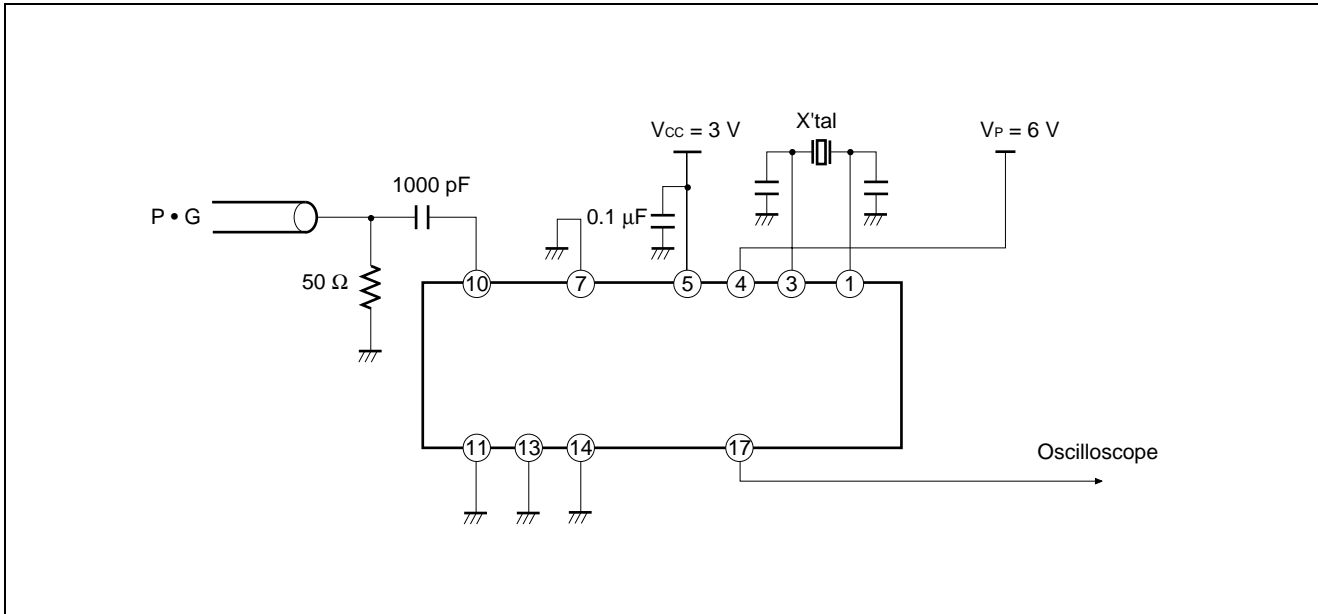 VCC = 3 V
X'tal
VP = 6 V
1000 pF
P • G
0.1 μF
50 Ω
10
7
5
4
3
1
11
13
14
17
Oscilloscope